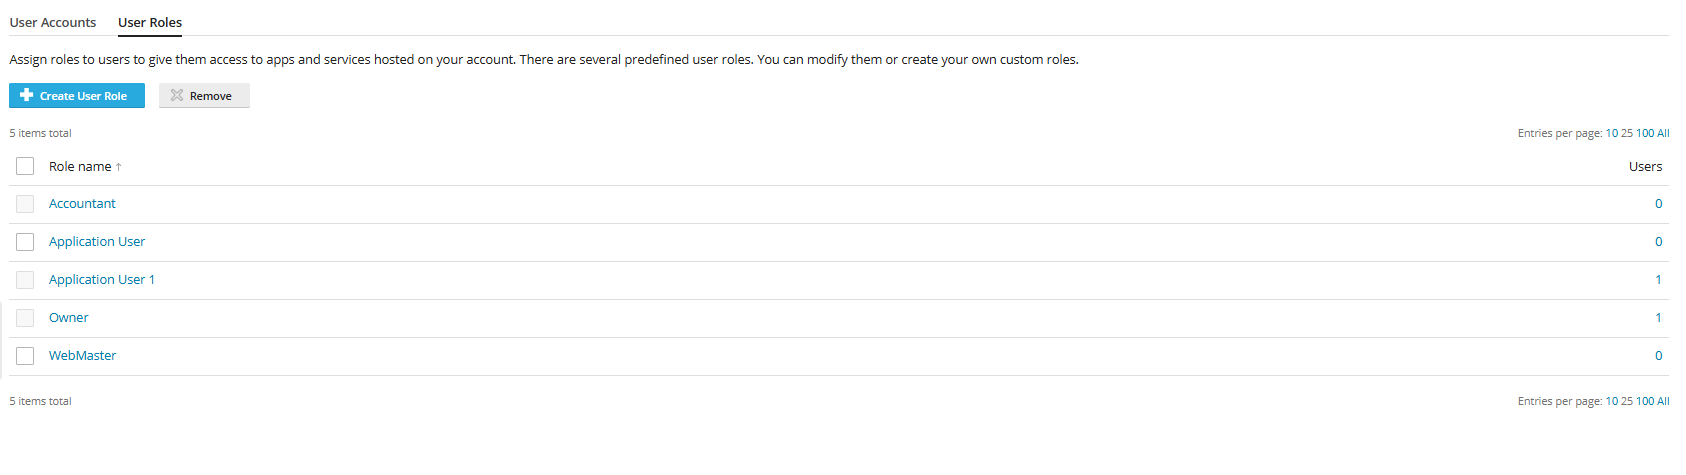 User Accounts User Roles
Assign roles to users to give them access to apps and services hosted on your account. There are several predefined user roles. You can modify them or create your own custom roles.
Create User Role Remove
5 items total Entries per page: 10 25 100 All
Role name ↑ Users
Accountant 0
Application User 0
Application User 1 1
Owner 1
WebMaster 0
5 items total Entries per page: 10 25 100 All